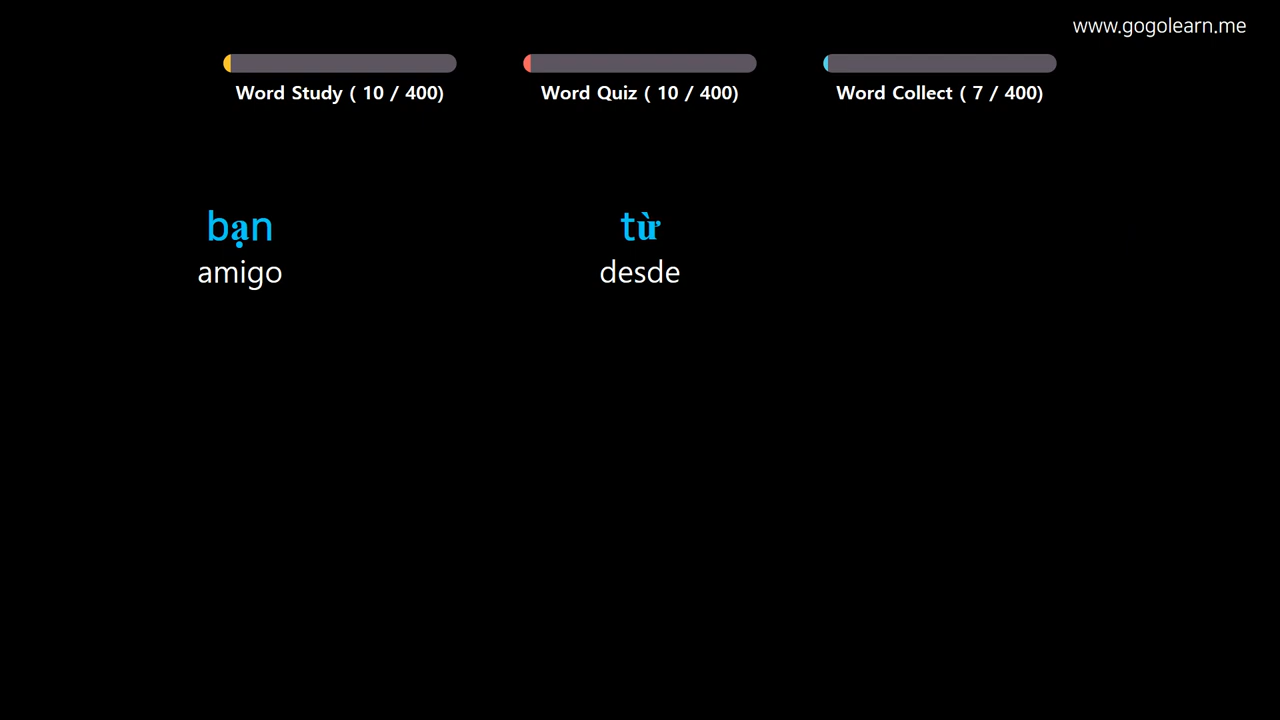 www.gogolearn.me
Word Study ( 10 / 400)
Word Quiz ( 10 / 400)
Word Collect ( 7 / 400)
bạn
amigo
từ
desde